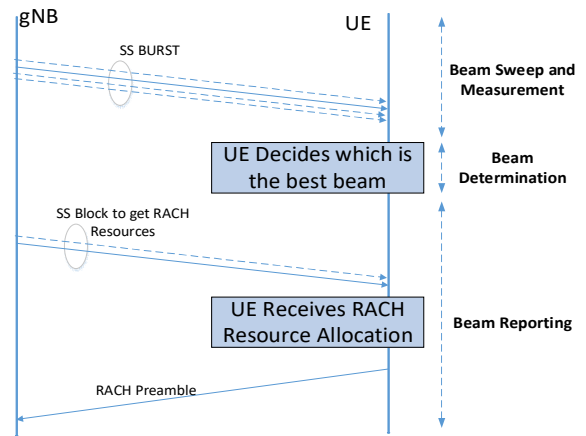 gNB
UE
SS BURST
Beam Sweep and
Measurement
UE Decides which is
the best beam
Beam
Determination
SS Block to get RACH
Resources
UE Receives RACH
Resource Allocation
Beam Reporting
RACH Preamble